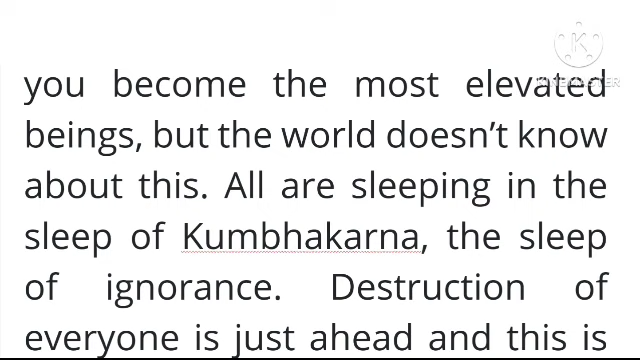 KINEMASTER
you become the most elevated
beings, but the world doesn’t know
about this. All are sleeping in the
sleep of Kumbhakarna, the sleep
of ignorance. Destruction of
everyone is just ahead and this is